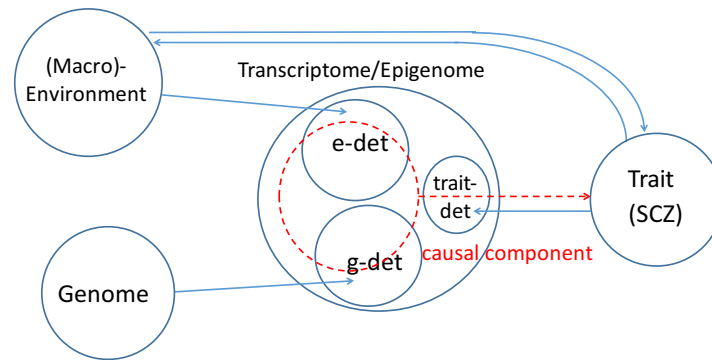 (Macro)-
Environment
Transcriptome/Epigenome
e-det
trait-
det
Trait
(SCZ)
causal component
g-det
Genome